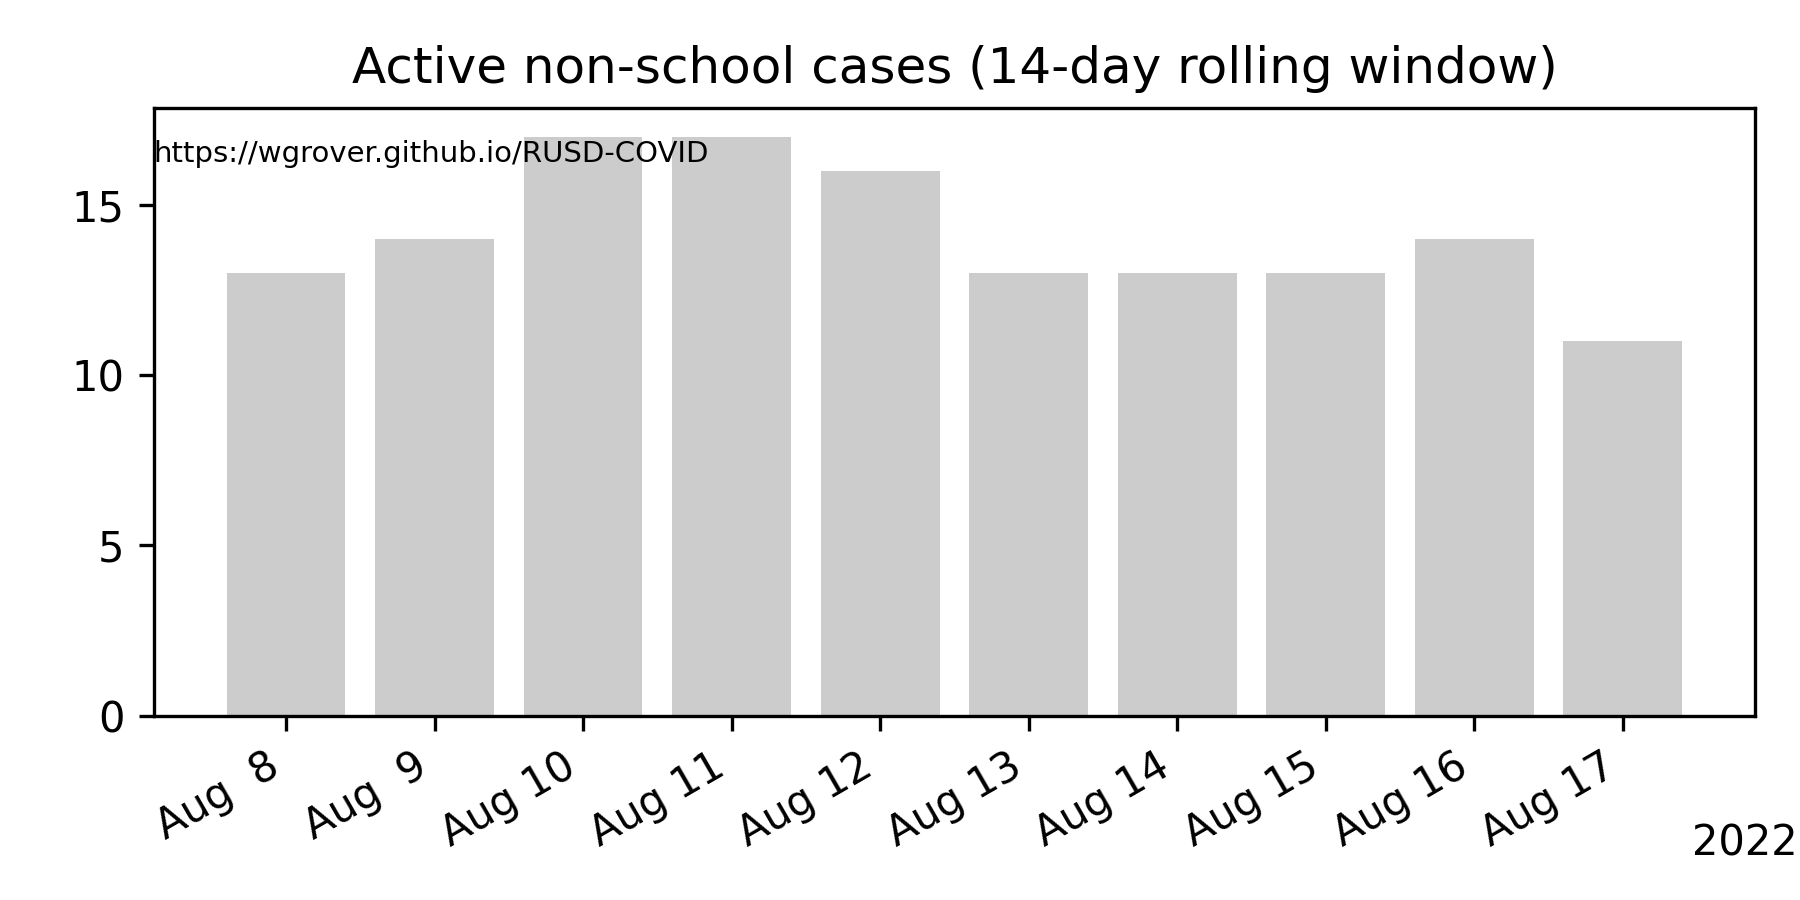 Active non-school cases (14-day rolling window)
https://wgrover.github.io/RUSD-COVID
15
10
5
0
Aug 8
Aug 9
Aug 10
Aug 11
Aug 12
Aug 13
Aug 14
Aug 15
Aug 16
Aug 17
2022